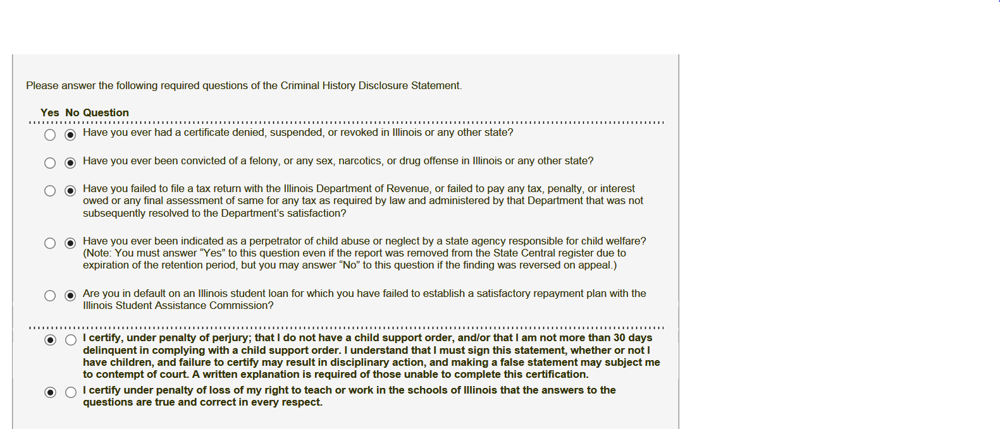 Please answer the following required questions of the Criminal History Disclosure Statement.
Yes No Question
Have you ever had a certificate denied, suspended, or revoked in Illinois or any other state?
Have you ever been convicted of a felony, or any sex, narcotics, or drug offense in Illinois or any other state?
Have you failed to file a tax return with the Illinois Department of Revenue, or failed to pay any tax, penalty, or interest
owed or any final assessment of same for any tax as required by law and administered by that Department that was not
subsequently resolved to the Department's satisfaction?
Have you ever been indicated as a perpetrator of child abuse or neglect by a state agency responsible for child welfare?
(Note: You must answer “Yes” to this question even if the report was removed from the State Central register due to
expiration of the retention period, but you may answer “No” to this question if the finding was reversed on appeal.)
Are you in default on an Illinois student loan for which you have failed to establish a satisfactory repayment plan with the
Illinois Student Assistance Commission?
I certify, under penalty of perjury; that I do not have a child support order, and/or that I am not more than 30 days
delinquent in complying with a child support order. I understand that I must sign this statement, whether or not I
have children, and failure to certify may result in disciplinary action, and making a false statement may subject me
to contempt of court. A written explanation is required of those unable to complete this certification.
I certify under penalty of loss of my right to teach or work in the schools of Illinois that the answers to the
questions are true and correct in every respect.